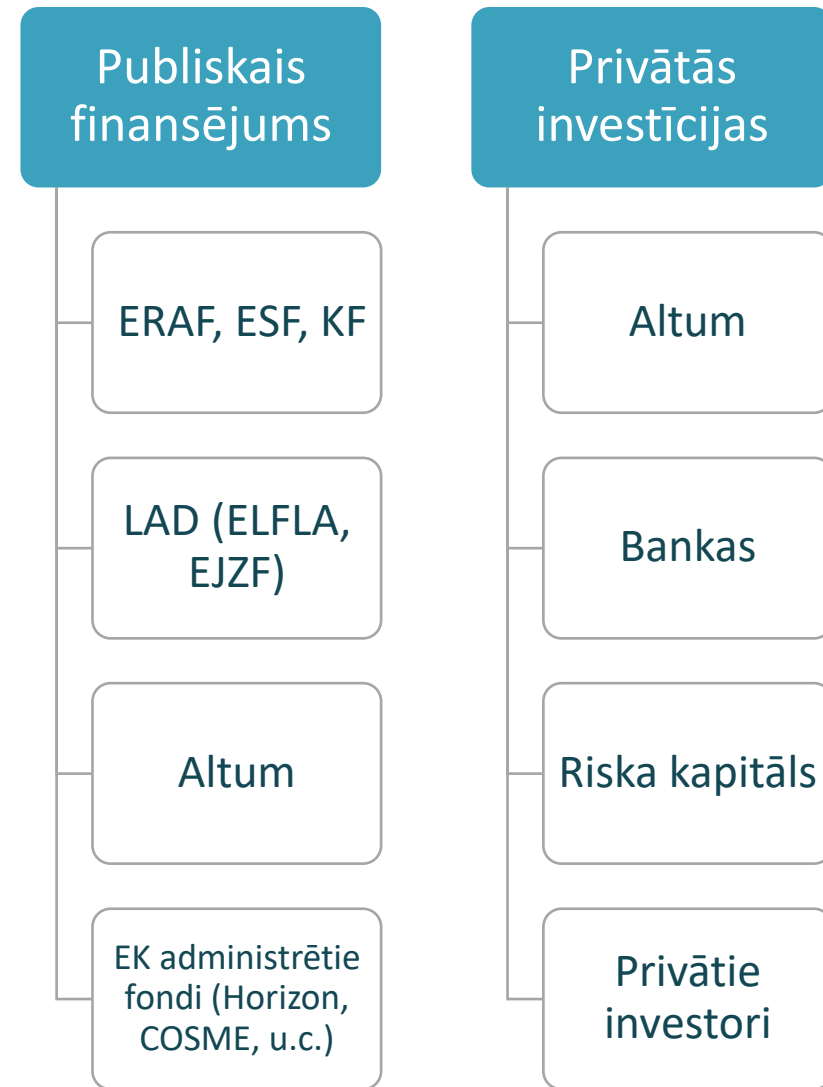 Publiskais
finansējums
ERAF, ESF, KF
LAD (ELFLA,
EJZF)
Altum
EK administrētie
fondi (Horizon,
COSME, u.c.)
Privātās
investīcijas
Altum
Bankas
Riska kapitāls
Privātie
investori